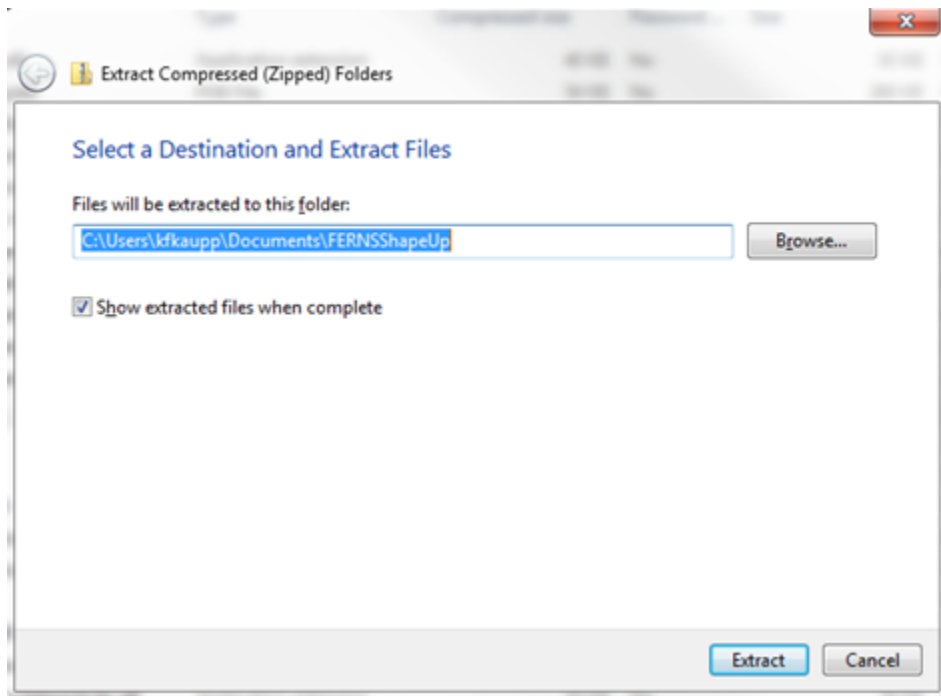 Extract Compressed (Zipped) Folders
Select a Destination and Extract Files
Files will be extracted to this folder:
C:\Users\kfkaupp\Documents\FERNSShapeUp
Browse...
Show extracted files when complete
Extract
Cancel